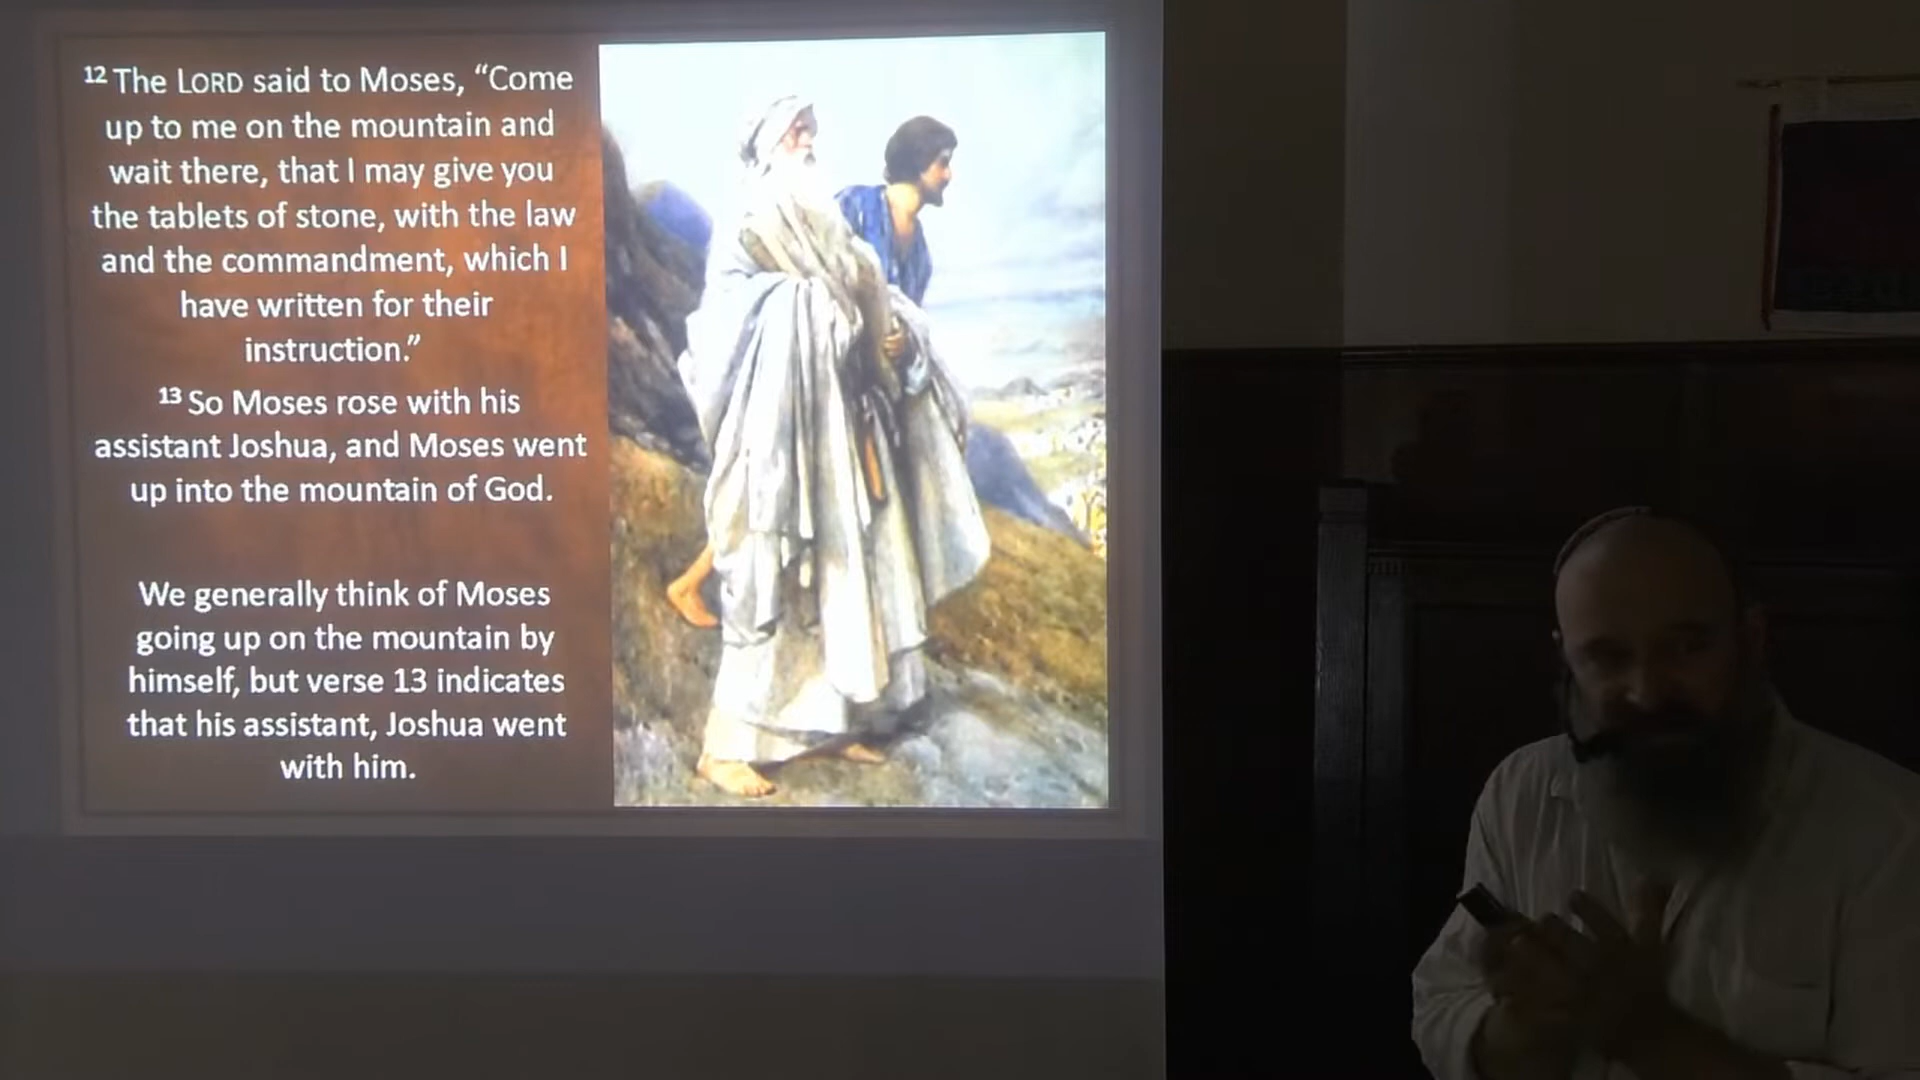 12 The LORD said to Moses, “Come
up to me on the mountain and
wait there, that I may give you
the tablets of stone, with the law
and the commandment, which I
have written for their
instruction.”
13 So Moses rose with his
assistant Joshua, and Moses went
up into the mountain of God.
We generally think of Moses
going up on the mountain by
himself, but verse 13 indicates
that his assistant, Joshua went
with him.